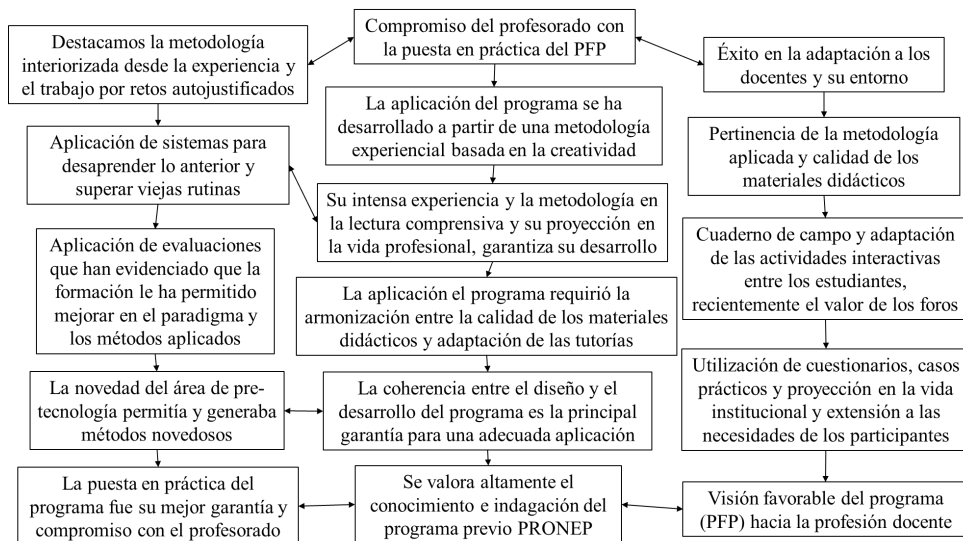 Destacamos la metodología
interiorizada desde la experiencia y
el trabajo por retos autojustificados
Aplicación de sistemas para
desaprender lo anterior y
superar viejas rutinas
Aplicación de evaluaciones
que han evidenciado que la
formación le ha permitido
mejorar en el paradigma y
los métodos aplicados
La novedad del área de pre-
tecnología permitía y generaba
métodos novedosos
La puesta en práctica del
programa fue su mejor garantía y
compromiso con el profesorado
Compromiso del profesorado con
la puesta en práctica del PFP
La aplicación del programa se ha
desarrollado a partir de una metodología
experiencial basada en la creatividad
Su intensa experiencia y la metodología en
la lectura comprensiva y su proyección en
la vida profesional, garantiza su desarrollo
La aplicación el programa requirió la
armonización entre la calidad de los materiales
didácticos y adaptación de las tutorías
La coherencia entre el diseño y el
desarrollo del programa es la principal
garantía para una adecuada aplicación
Se valora altamente el
conocimiento e indagación del
programa previo PRONEP
Éxito en la adaptación a los
docentes y su entorno
Pertinencia de la metodología
aplicada y calidad de los
materiales didácticos
Cuaderno de campo y adaptación
de las actividades interactivas
entre los estudiantes,
recientemente el valor de los foros
Utilización de cuestionarios, casos
prácticos y proyección en la vida
institucional y extensión a las
necesidades de los participantes
Visión favorable del programa
(PFP) hacia la profesión docente